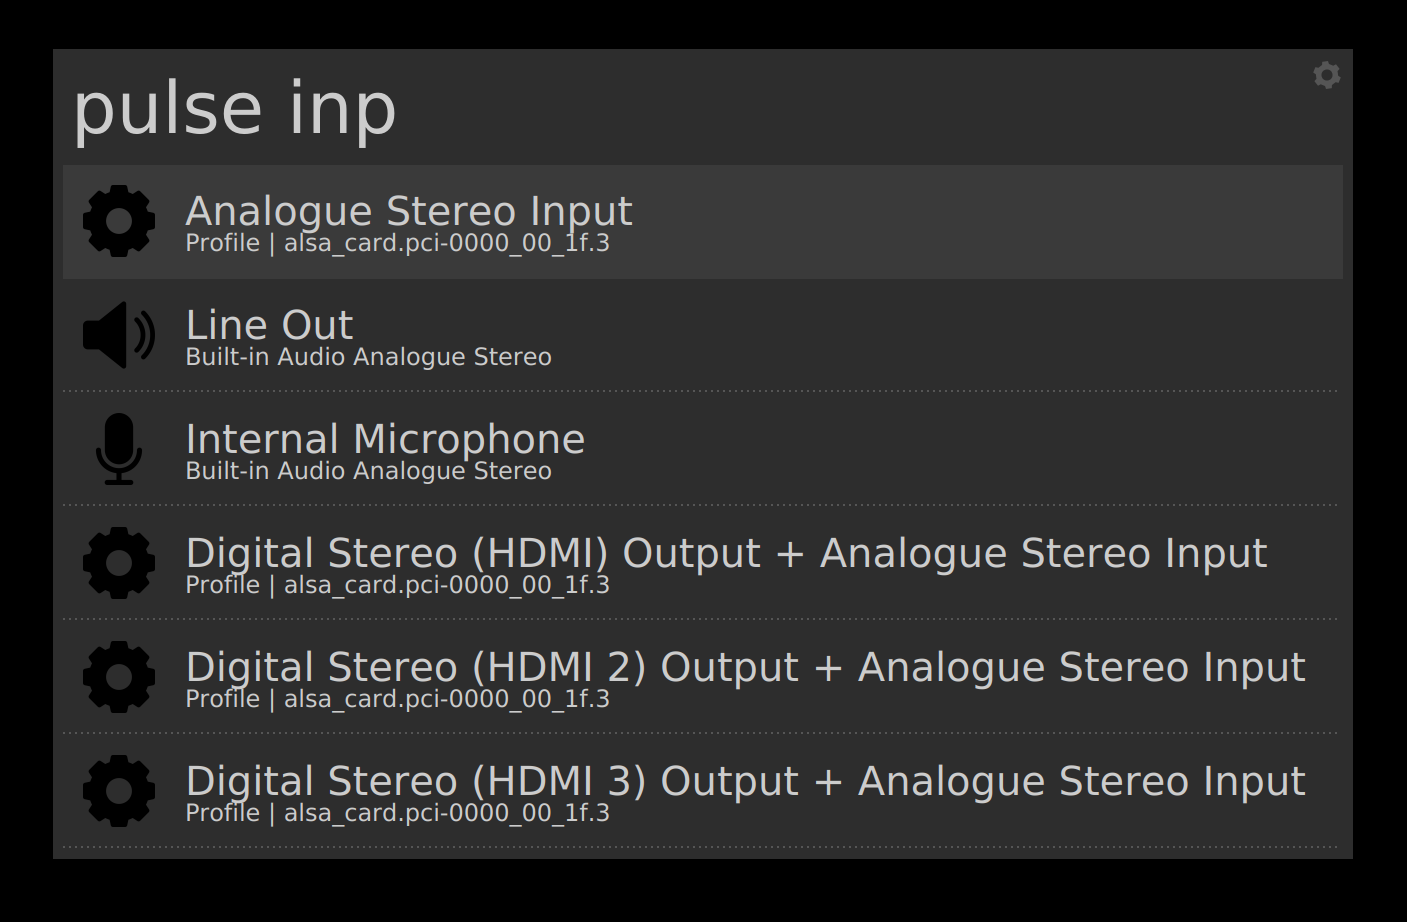 pulse inp
Analogue Stereo Input
Profile | alsa_card.pci-0000_00_1f.3
Line Out
Built-in Audio Analogue Stereo
Internal Microphone
Built-in Audio Analogue Stereo
Digital Stereo (HDMI) Output + Analogue Stereo Input
Profile | alsa_card.pci-0000_00_1f.3
Digital Stereo (HDMI 2) Output + Analogue Stereo Input
Profile | alsa_card.pci-0000_00_1f.3
Digital Stereo (HDMI 3) Output + Analogue Stereo Input
Profile | alsa_card.pci-0000_00_1f.3